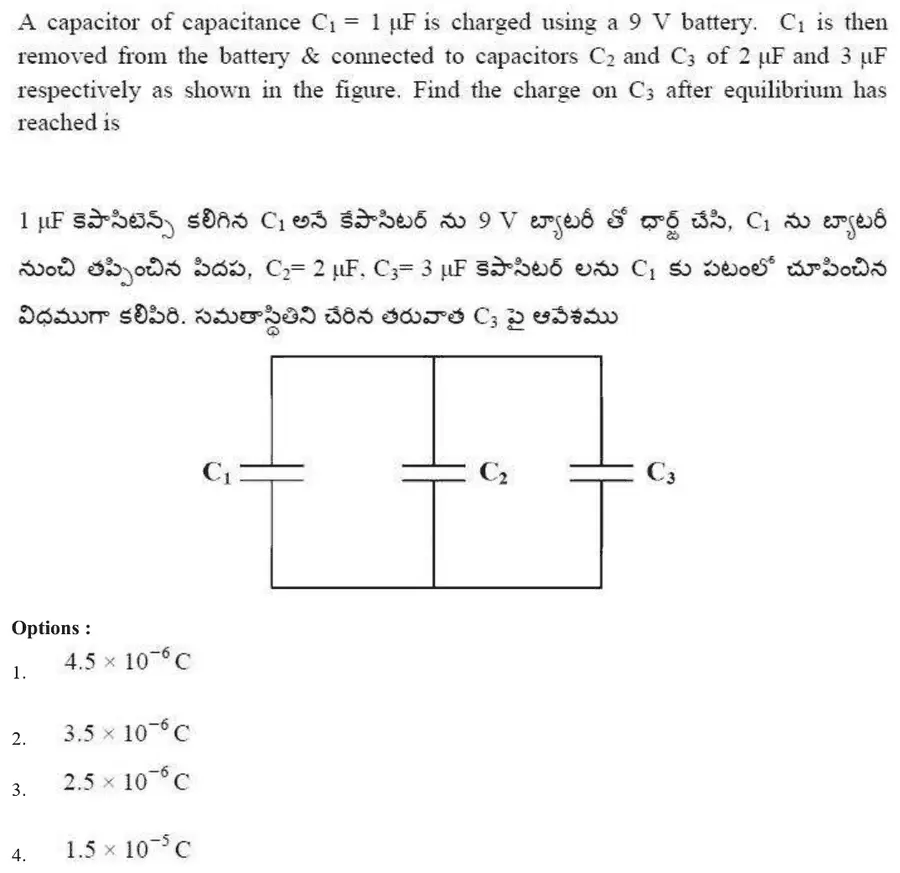 A capacitor of capacitance C₁ = 1 μF is charged using a 9 V battery. C₁ is then
removed from the battery & connected to capacitors C₂ and C₃ of 2 μF and 3 μF
respectively as shown in the figure. Find the charge on C₃ after equilibrium has
reached is
1 μF కెపాసిటెన్స్ కలిగిన C₁ అనే కేపాసిటర్ ను 9 V బ్యాటరీ తో ఛార్జ్ చేసి, C₁ ను బ్యాటరీ
నుంచి తప్పించిన పిదప, C₂= 2 μF, C₃= 3 μF కెపాసిటర్ లను C₁ కు పటంలో చూపించిన
విధముగా కలిపిరి. సమతాస్థితిని చేరిన తరువాత C₃ పై ఆవేశము
C₁ C₂ C₃
Options :
1. 4.5 × 10⁻⁶ C
2. 3.5 × 10⁻⁶ C
3. 2.5 × 10⁻⁶ C
4. 1.5 × 10⁻⁵ C